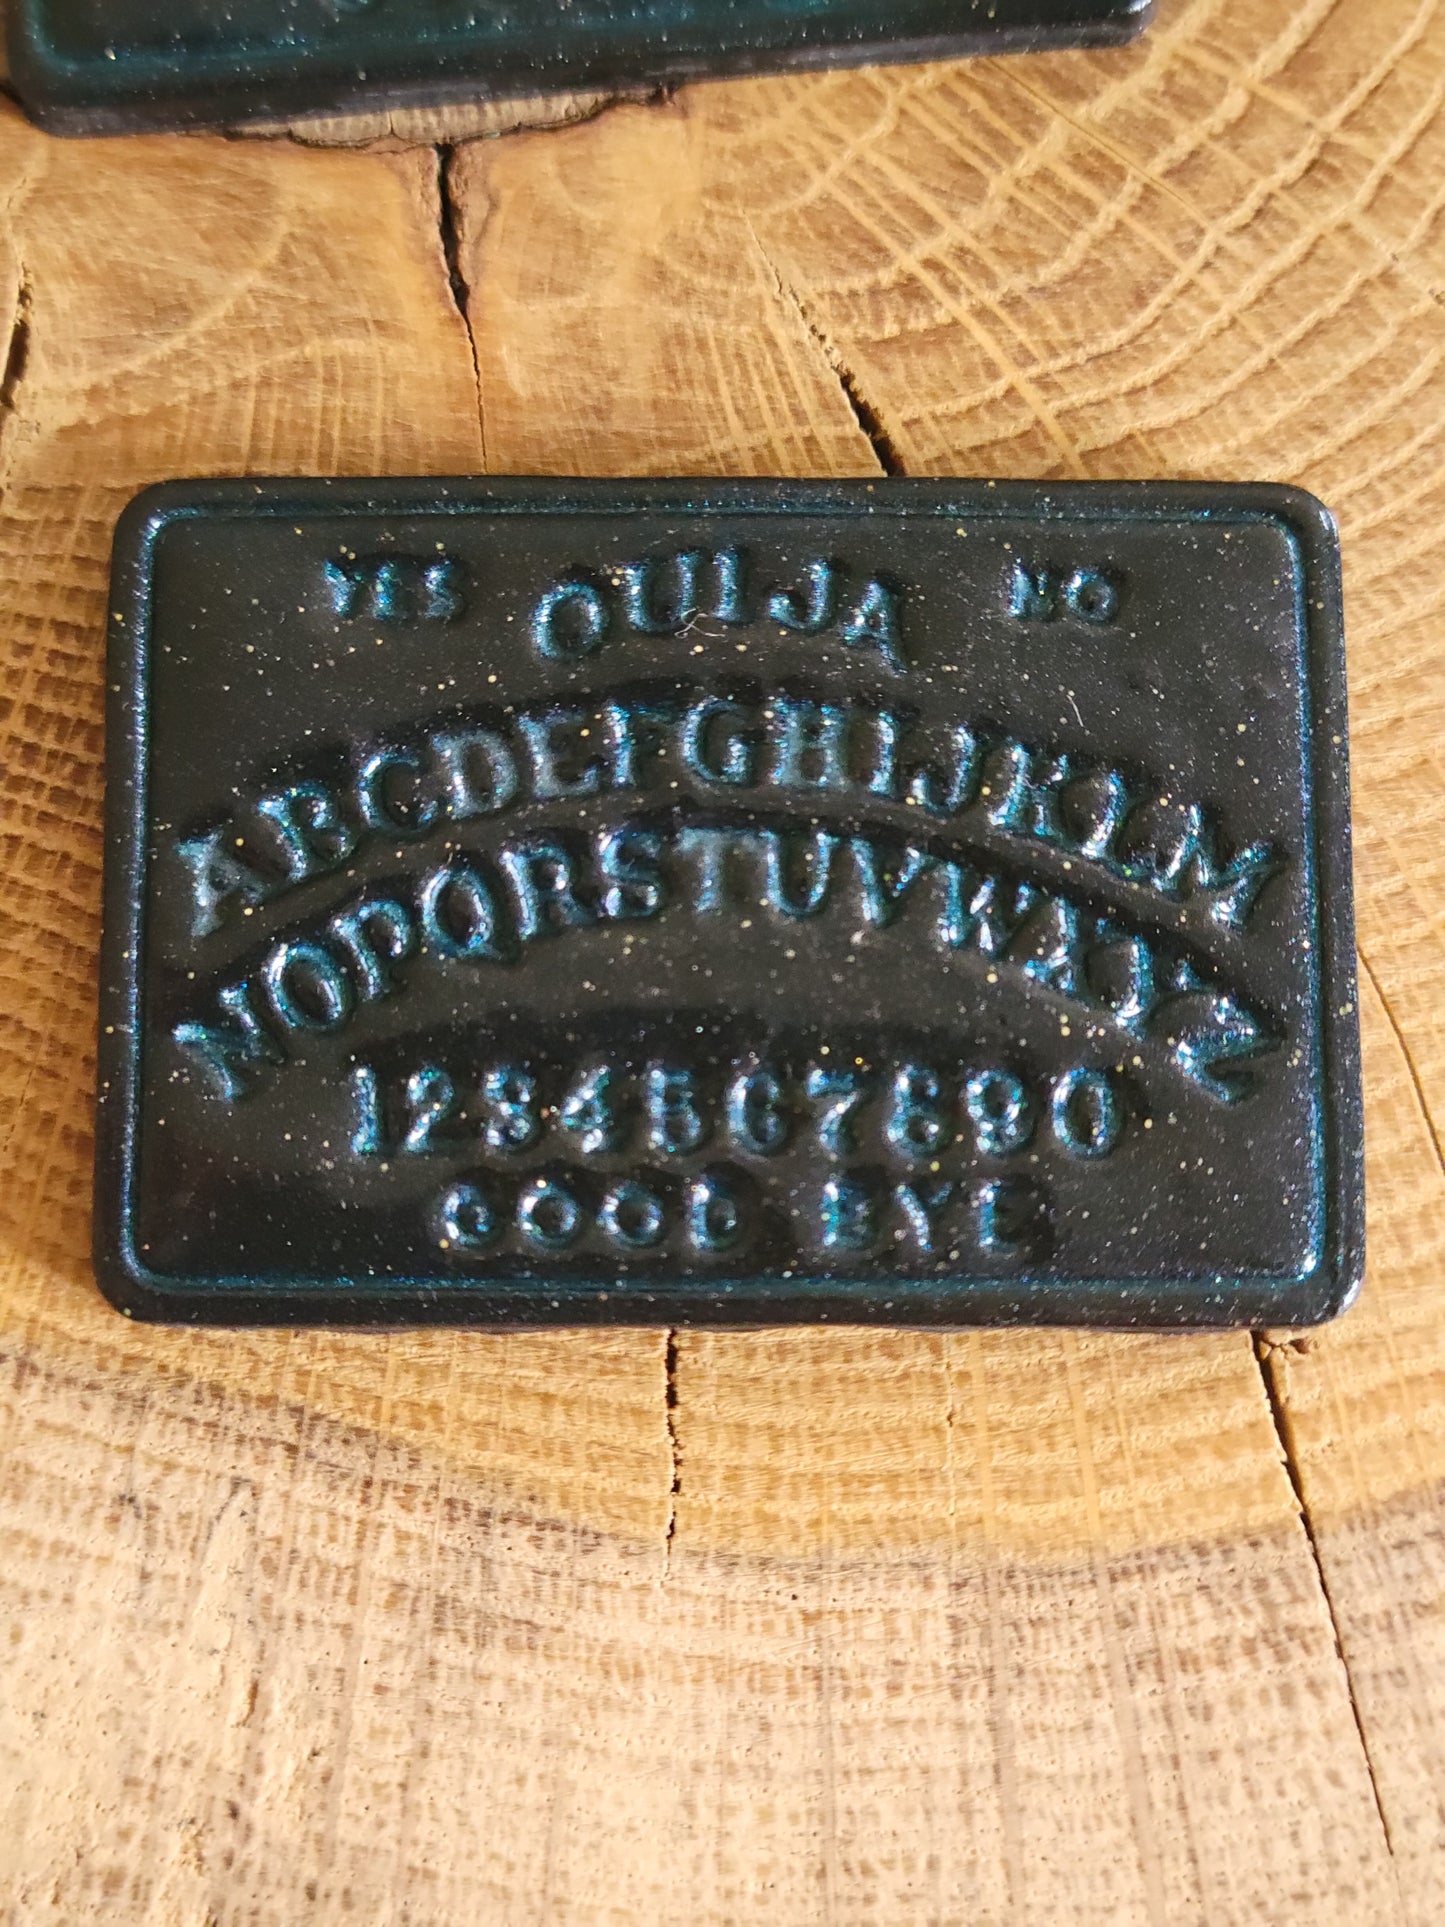 YES OUIJA NO
ABCDEFGHIJKLM
NOPQRSTUVWXYZ
1234567890
GOOD BYE